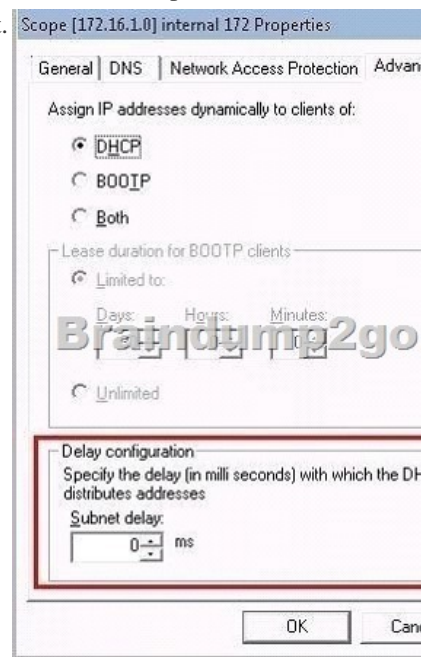 Scope [172.16.1.0] internal 172 Properties
General DNS Network Access Protection Advan
Assign IP addresses dynamically to clients of:
DHCP
BOOTP
Both
Lease duration for BOOTP clients
Limited to:
Days: Hours: Minutes:
Braindump2go
Unlimited
Delay configuration
Specify the delay (in milli seconds) with which the DH
distributes addresses
Subnet delay:
0 ms
OK Can